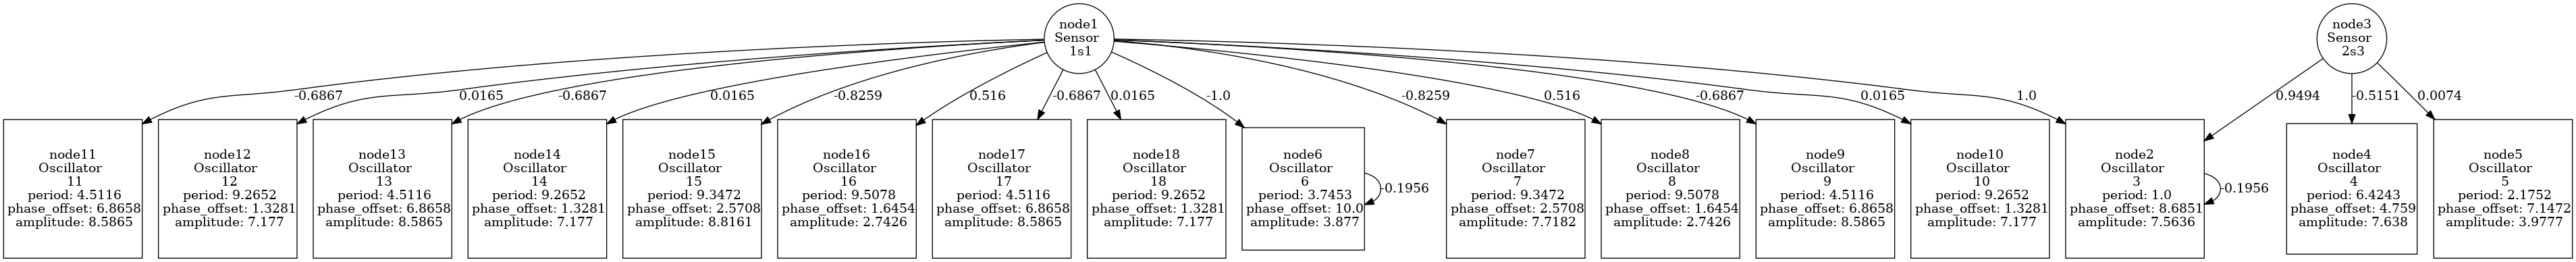 node1
Sensor
1s1
node3
Sensor
2s3
-0.6867
0.0165
-0.6867
0.0165
-0.8259
0.516
-0.6867
0.0165
-1.0
-0.8259
0.516
-0.6867
0.0165
1.0
0.9494
-0.5151
0.0074
node11
Oscillator
11
period: 4.5116
phase_offset: 6.8658
amplitude: 8.5865
node12
Oscillator
12
period: 9.2652
phase_offset: 1.3281
amplitude: 7.177
node13
Oscillator
13
period: 4.5116
phase_offset: 6.8658
amplitude: 8.5865
node14
Oscillator
14
period: 9.2652
phase_offset: 1.3281
amplitude: 7.177
node15
Oscillator
15
period: 9.3472
phase_offset: 2.5708
amplitude: 8.8161
node16
Oscillator
16
period: 9.5078
phase_offset: 1.6454
amplitude: 2.7426
node17
Oscillator
17
period: 4.5116
phase_offset: 6.8658
amplitude: 8.5865
node18
Oscillator
18
period: 9.2652
phase_offset: 1.3281
amplitude: 7.177
node6
Oscillator
6
period: 3.7453
phase_offset: 10.0
amplitude: 3.877
-0.1956
node7
Oscillator
7
period: 9.3472
phase_offset: 2.5708
amplitude: 7.7182
node8
Oscillator
8
period: 9.5078
phase_offset: 1.6454
amplitude: 2.7426
node9
Oscillator
9
period: 4.5116
phase_offset: 6.8658
amplitude: 8.5865
node10
Oscillator
10
period: 9.2652
phase_offset: 1.3281
amplitude: 7.177
node2
Oscillator
3
period: 1.0
phase_offset: 8.6851
amplitude: 7.5636
-0.1956
node4
Oscillator
4
period: 6.4243
phase_offset: 4.759
amplitude: 7.638
node5
Oscillator
5
period: 2.1752
phase_offset: 7.1472
amplitude: 3.9777